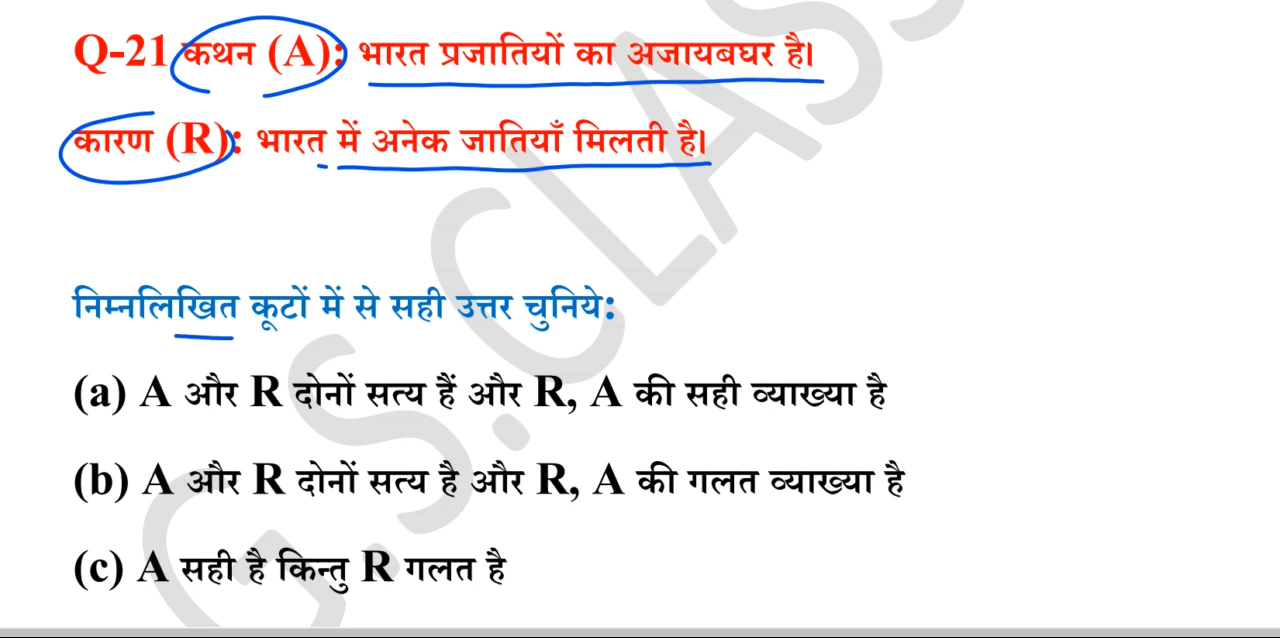 Q-21 कथन (A): भारत प्रजातियों का अजायबघर है।
कारण (R): भारत में अनेक जातियाँ मिलती है।
निम्नलिखित कूटों में से सही उत्तर चुनिये:
(a) A और R दोनों सत्य हैं और R, A की सही व्याख्या है
(b) A और R दोनों सत्य है और R, A की गलत व्याख्या है
(c) A सही है किन्तु R गलत है
G.S.CLASS